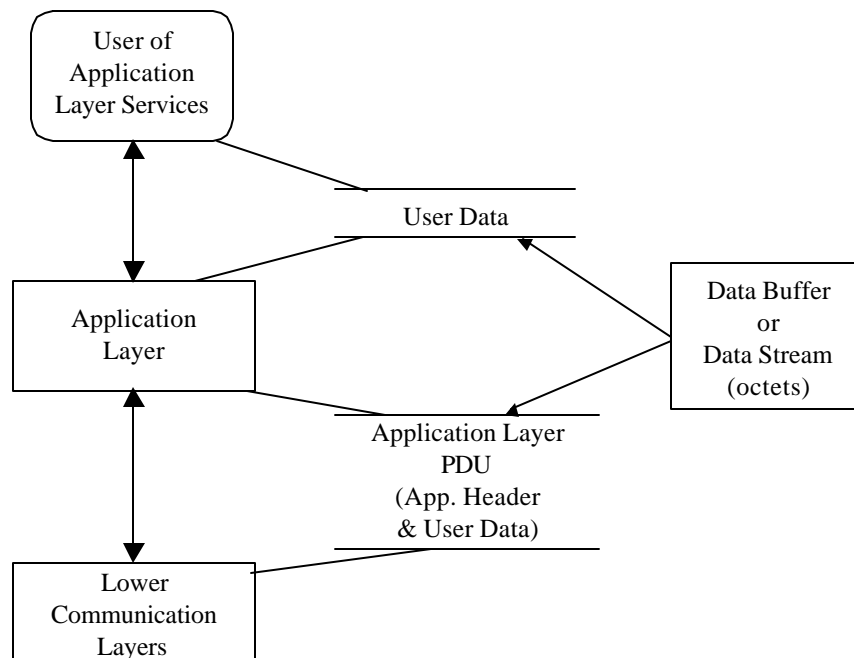 User of
Application
Layer Services
User Data
Data Buffer
or
Data Stream
(octets)
Application
Layer
Application Layer
PDU
(App. Header
& User Data)
Lower
Communication
Layers